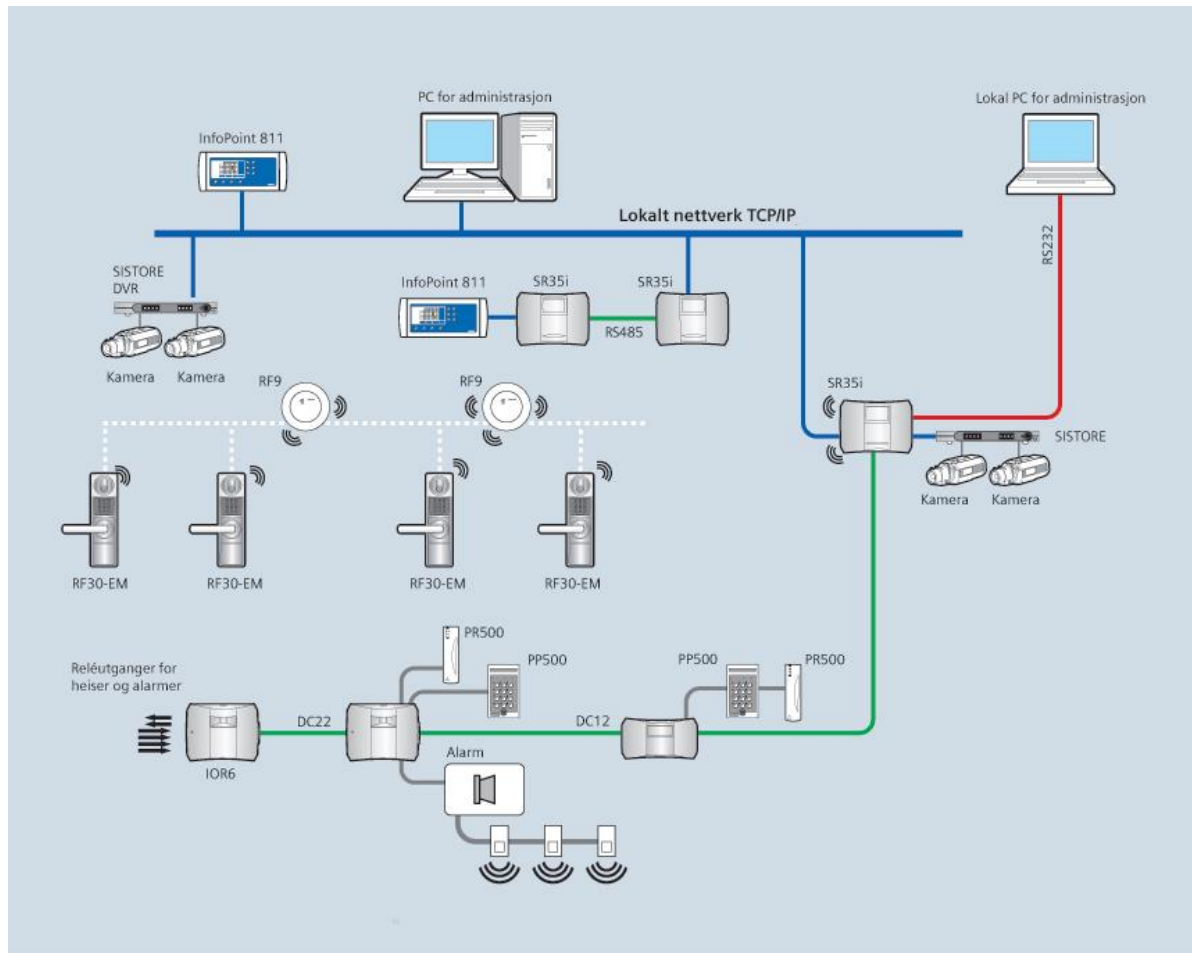 PC for administrasjon
Lokal PC for administrasjon
InfoPoint 811
Lokalt nettverk TCP/IP
RS232
SISTORE
DVR
InfoPoint 811
SR35i
SR35i
RS485
Kamera
Kamera
RF9
RF9
SR35i
SISTORE
Kamera
Kamera
RF30-EM
RF30-EM
RF30-EM
RF30-EM
PR500
PP500
PP500
PR500
Reléutganger for
heiser og alarmer
DC22
DC12
IOR6
Alarm